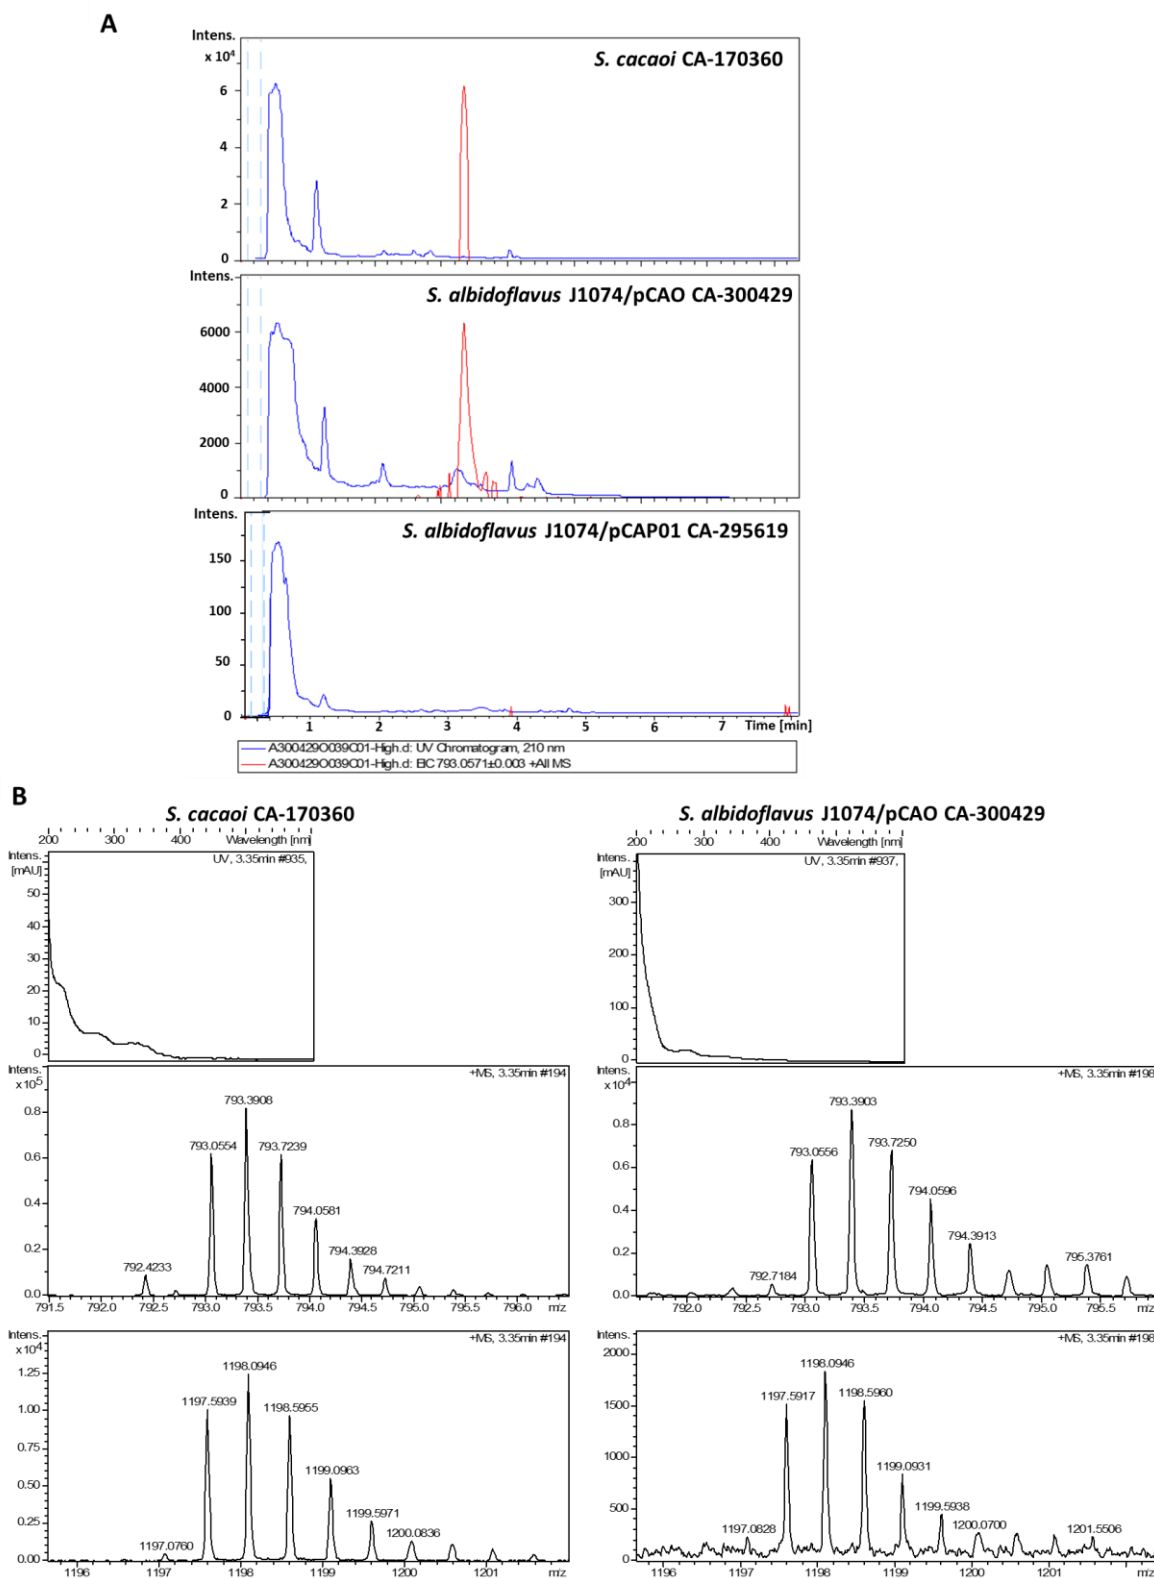 A
Intens.
x 10⁴
S. cacaoi CA-170360
6
4
2
0
Intens.
S. albidoflavus J1074/pCAO CA-300429
6000
4000
2000
0
Intens.
S. albidoflavus J1074/pCAP01 CA-295619
150
100
50
0
1 2 3 4 5 6 7 Time [min]
A300429O039C01-High.d: UV Chromatogram, 210 nm
A300429O039C01-High.d: EIC 793.0571±0.003 +All MS
B
S. cacaoi CA-170360
200 300 400 Wavelength [nm]
Intens.
[mAU]
UV, 3.35min #935,
50
40
30
20
10
0
Intens.
x10⁵
+MS, 3.35min #194
793.3908
0.8
793.0554 793.7239
0.6
0.4
794.0581
0.2
792.4233
794.3928
794.7211
0.0
791.5 792.0 792.5 793.0 793.5 794.0 794.5 795.0 795.5 796.0 m/z
Intens.
x10⁴
+MS, 3.35min #194
1198.0946
1.25
1197.5939 1198.5955
1.00
0.75
1199.0963
0.50
1199.5971
0.25
1200.0836
1197.0760
0.00
1196 1197 1198 1199 1200 1201 m/z
S. albidoflavus J1074/pCAO CA-300429
200 300 400 Wavelength [nm]
Intens.
[mAU]
UV, 3.35min #937,
300
200
100
0
Intens.
x10⁴
+MS, 3.35min #198
793.3903
0.8
793.0556 793.7250
0.6
794.0596
0.4
794.3913
0.2
792.7184
795.3761
0.0
792.0 792.5 793.0 793.5 794.0 794.5 795.0 795.5 m/z
Intens.
2000
+MS, 3.35min #198
1198.0946
1197.5917 1198.5960
1500
1000
1199.0931
500
1199.5938
1197.0828
1200.0700
1201.5506
0
1196 1197 1198 1199 1200 1201 m/z